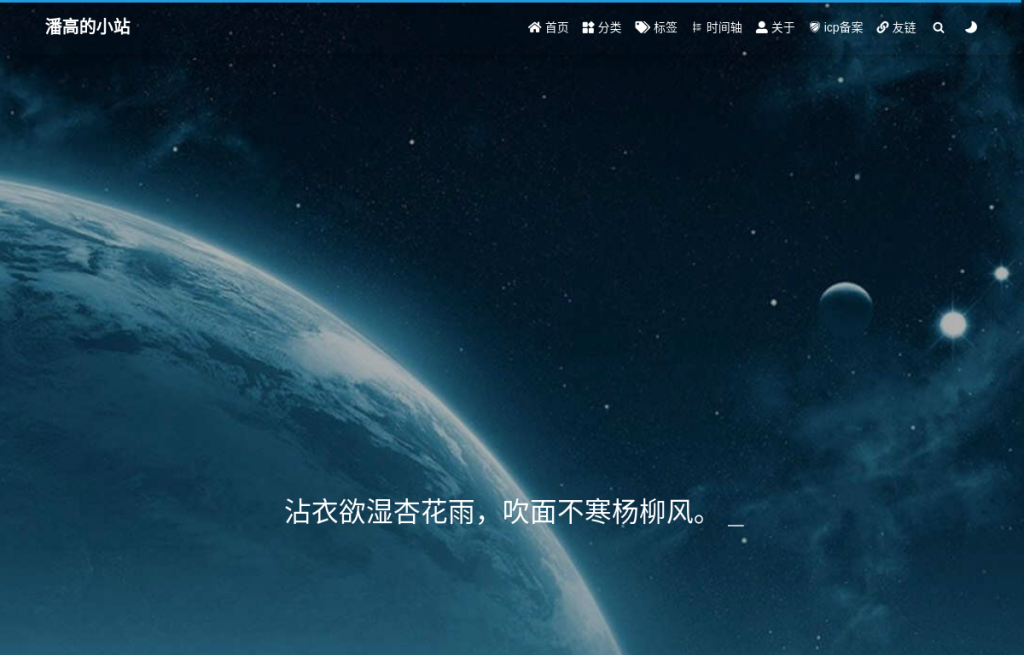 潘高的小站
首页 分类 标签 时间轴 关于 icp备案 友链
沾衣欲湿杏花雨，吹面不寒杨柳风。 _